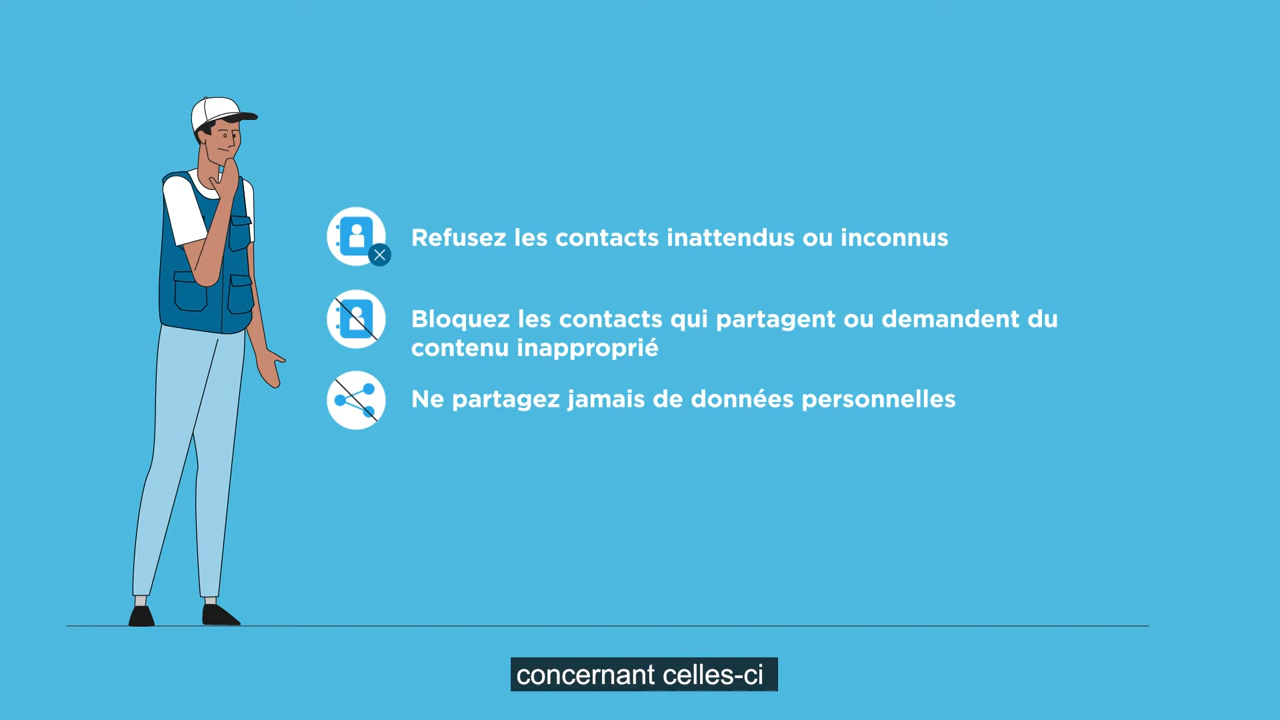 Refusez les contacts inattendus ou inconnus
Bloquez les contacts qui partagent ou demandent du
contenu inapproprié
Ne partagez jamais de données personnelles
concernant celles-ci